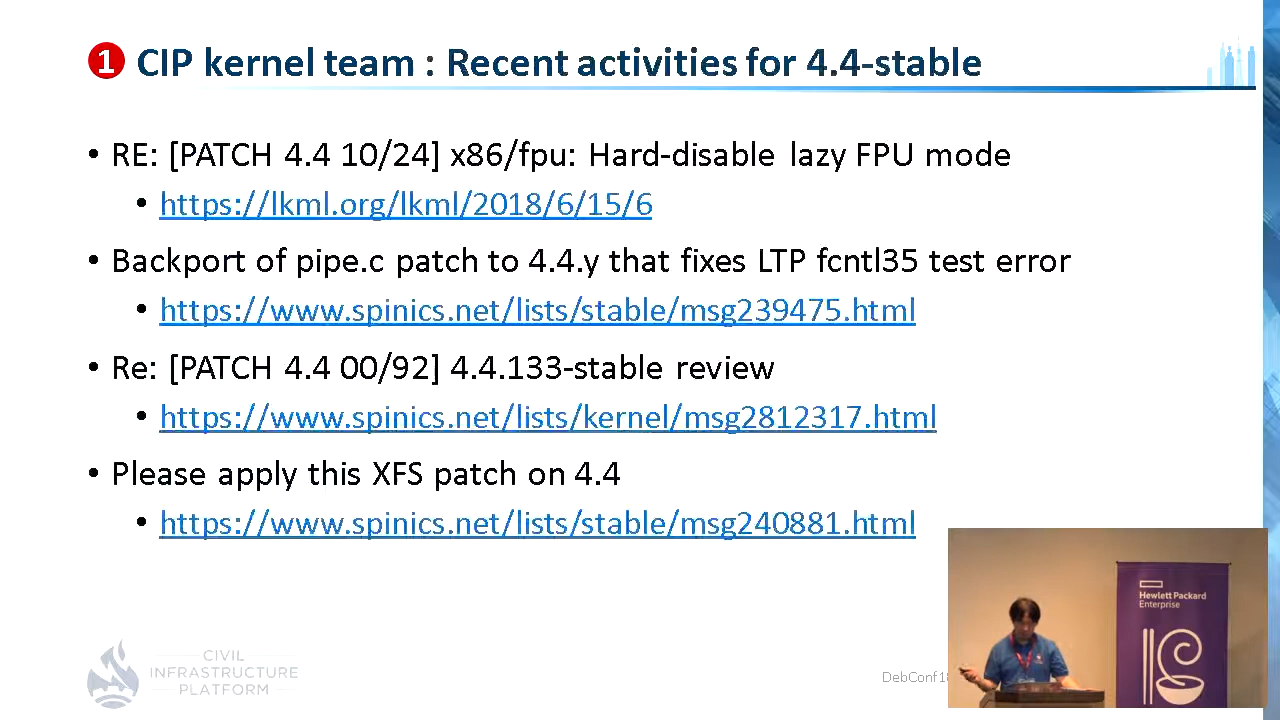 1 CIP kernel team : Recent activities for 4.4-stable
• RE: [PATCH 4.4 10/24] x86/fpu: Hard-disable lazy FPU mode
• https://lkml.org/lkml/2018/6/15/6
• Backport of pipe.c patch to 4.4.y that fixes LTP fcntl35 test error
• https://www.spinics.net/lists/stable/msg239475.html
• Re: [PATCH 4.4 00/92] 4.4.133-stable review
• https://www.spinics.net/lists/kernel/msg2812317.html
• Please apply this XFS patch on 4.4
• https://www.spinics.net/lists/stable/msg240881.html
CIVIL
INFRASTRUCTURE
PLATFORM
DebConf18
Hewlett Packard
Enterprise